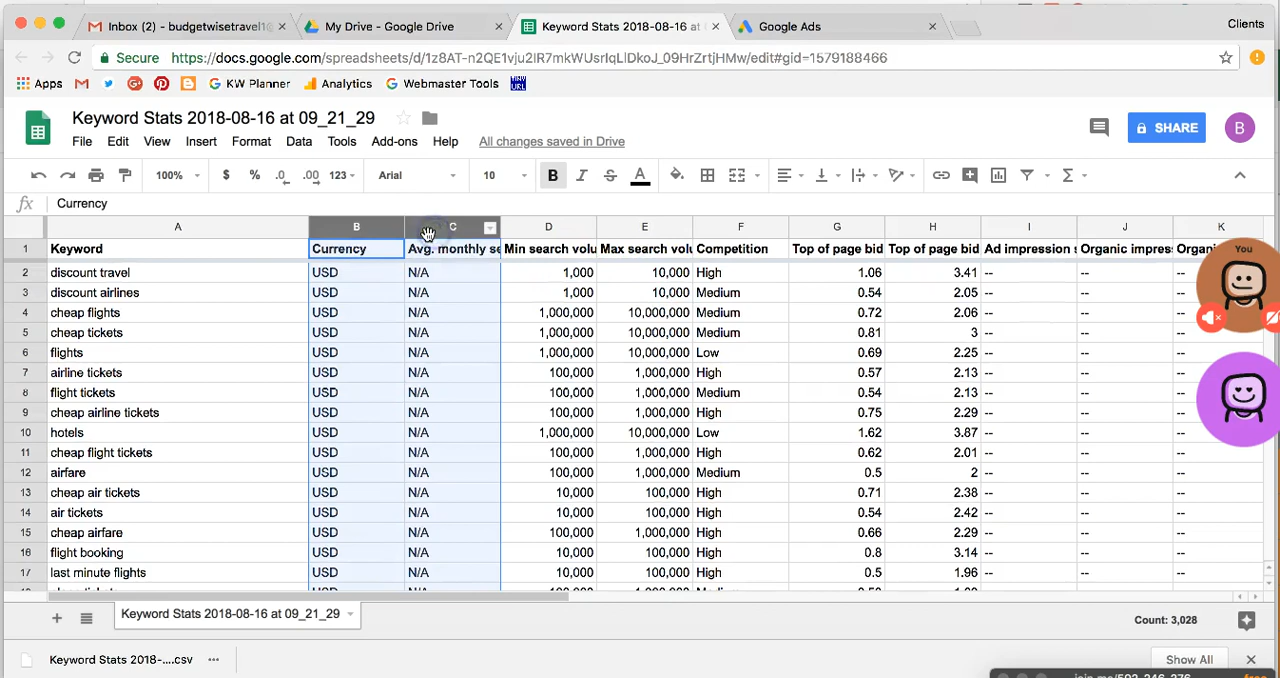 Inbox (2) - budgetwisetravel1@
My Drive - Google Drive
Keyword Stats 2018-08-16 at
Google Ads
Clients
Secure
https://docs.google.com/spreadsheets/d/1z8AT-n2QE1vju2lR7mkWUsrIqLlDkoJ_09HrZrtjHMw/edit#gid=1579188466
Apps
KW Planner
Analytics
Webmaster Tools
TINY
URL
Keyword Stats 2018-08-16 at 09_21_29
File Edit View Insert Format Data Tools Add-ons Help All changes saved in Drive
SHARE
B
100% $ % .0 .00 123 Arial 10 B I S A
fx Currency
A B C D E F G H I J K
1 Keyword Currency Avg. monthly se Min search volu Max search volu Competition Top of page bid Top of page bid Ad impression s Organic impres Organi
You
2 discount travel USD N/A 1,000 10,000 High 1.06 3.41 -- -- --
3 discount airlines USD N/A 1,000 10,000 Medium 0.54 2.05 -- -- --
4 cheap flights USD N/A 1,000,000 10,000,000 Medium 0.72 2.06 -- -- --
5 cheap tickets USD N/A 1,000,000 10,000,000 Medium 0.81 3 -- -- --
6 flights USD N/A 1,000,000 10,000,000 Low 0.69 2.25 -- -- --
7 airline tickets USD N/A 100,000 1,000,000 High 0.57 2.13 -- -- --
8 flight tickets USD N/A 100,000 1,000,000 Medium 0.54 2.13 -- -- --
9 cheap airline tickets USD N/A 100,000 1,000,000 High 0.75 2.29 -- -- --
10 hotels USD N/A 1,000,000 10,000,000 Low 1.62 3.87 -- -- --
11 cheap flight tickets USD N/A 100,000 1,000,000 High 0.62 2.01 -- -- --
12 airfare USD N/A 100,000 1,000,000 Medium 0.5 2 -- -- --
13 cheap air tickets USD N/A 10,000 100,000 High 0.71 2.38 -- -- --
14 air tickets USD N/A 10,000 100,000 High 0.54 2.42 -- -- --
15 cheap airfare USD N/A 100,000 1,000,000 High 0.66 2.29 -- -- --
16 flight booking USD N/A 10,000 100,000 High 0.8 3.14 -- -- --
17 last minute flights USD N/A 10,000 100,000 High 0.5 1.96 -- -- --
Keyword Stats 2018-08-16 at 09_21_29
Count: 3,028
Keyword Stats 2018-....csv
Show All